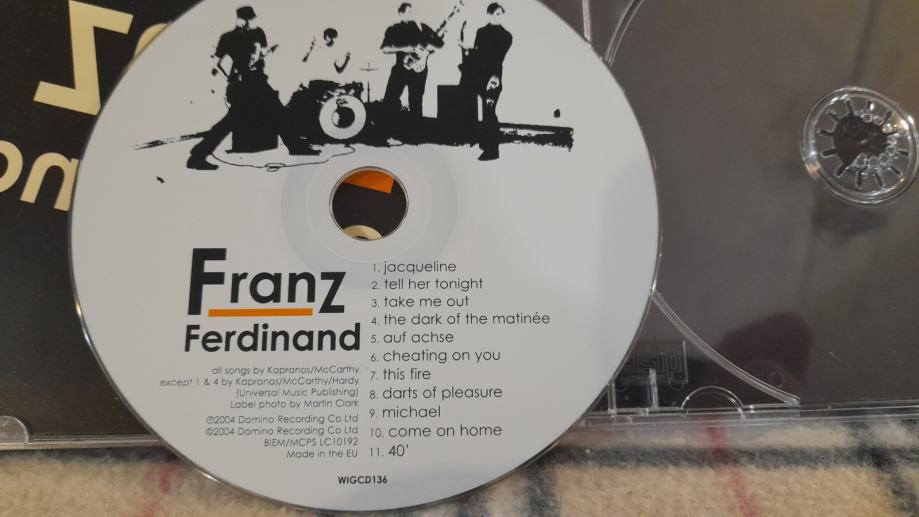 Franz
Ferdinand
all songs by Kapranos/McCarthy
except 1 & 4 by Kapranos/McCarthy/Hardy
(Universal Music Publishing)
Label photo by Martin Clark
℗2004 Domino Recording Co Ltd
©2004 Domino Recording Co Ltd
BIEM/MCPS LC10192
Made in the EU
1. jacqueline
2. tell her tonight
3. take me out
4. the dark of the matinée
5. auf achse
6. cheating on you
7. this fire
8. darts of pleasure
9. michael
10. come on home
11. 40'
WIGCD136